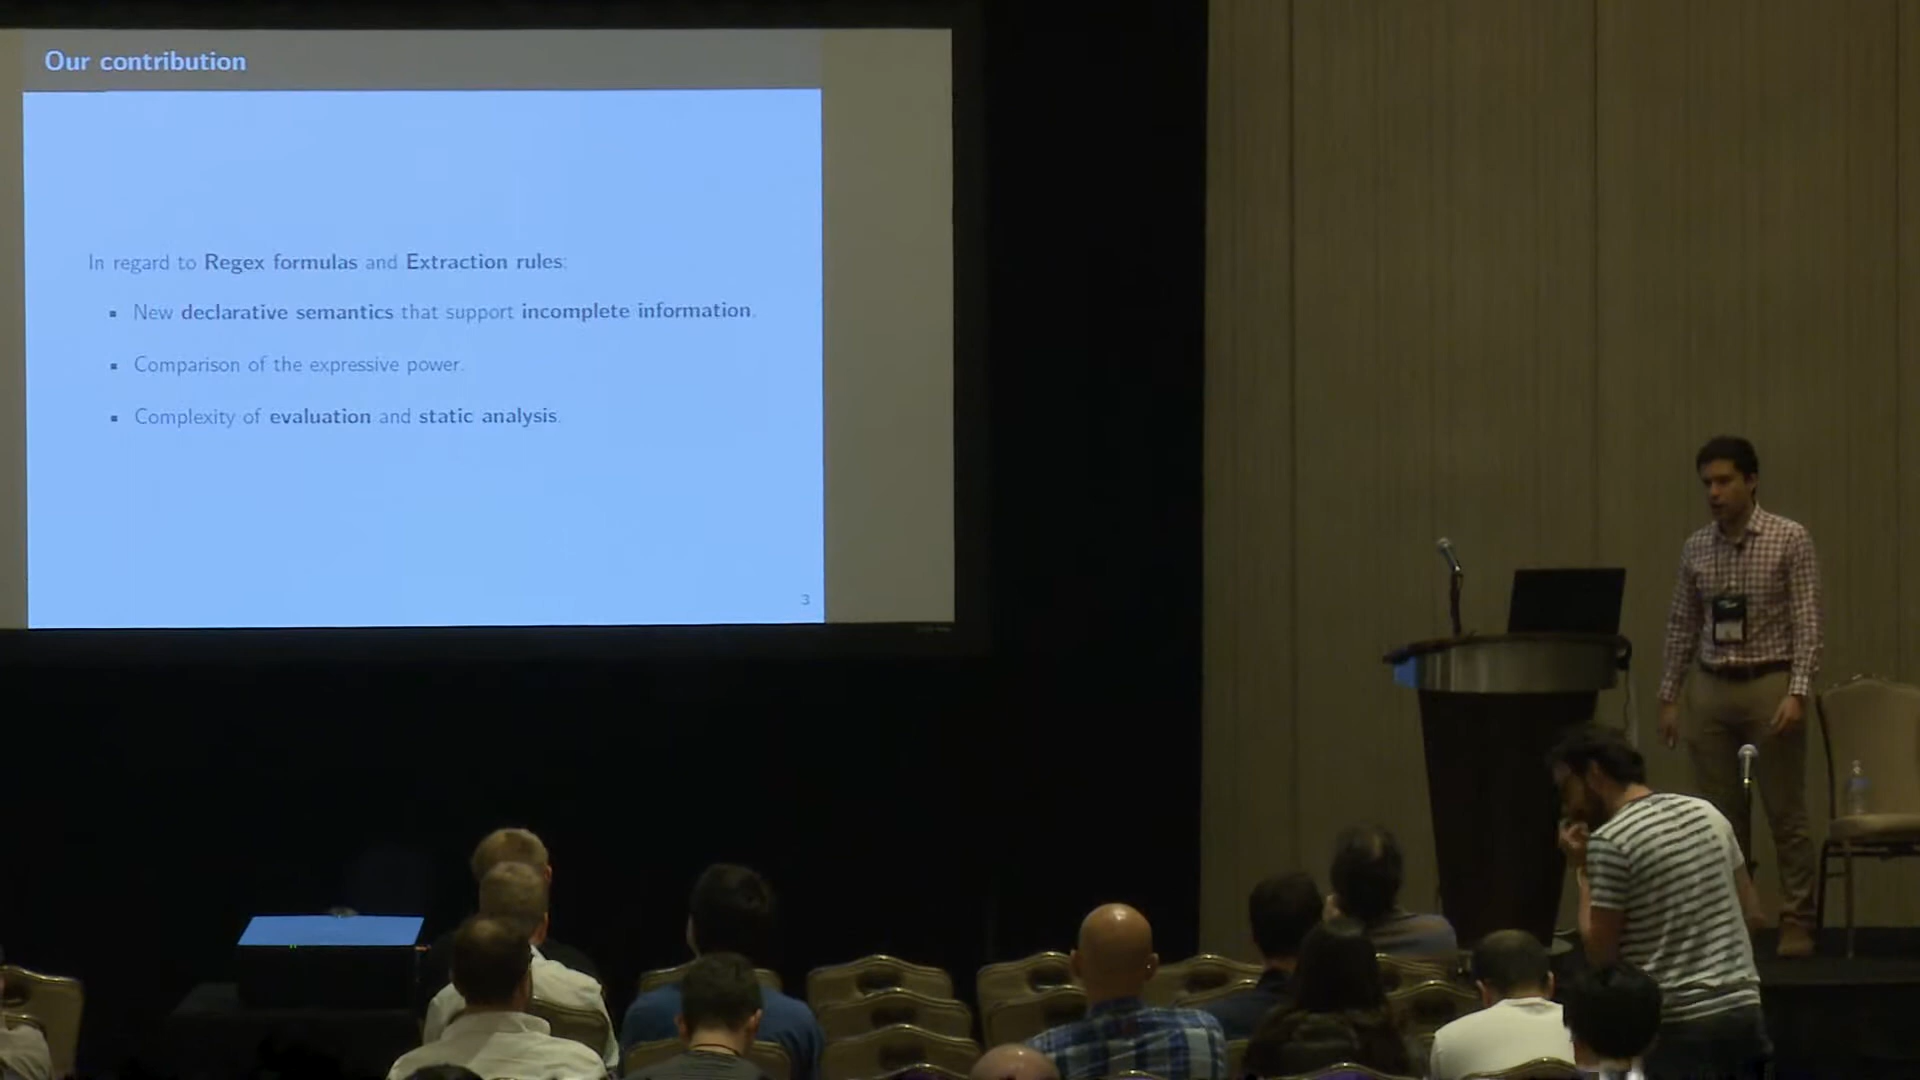 Our contribution
In regard to Regex formulas and Extraction rules:
▪ New declarative semantics that support incomplete information.
▪ Comparison of the expressive power.
▪ Complexity of evaluation and static analysis.
3